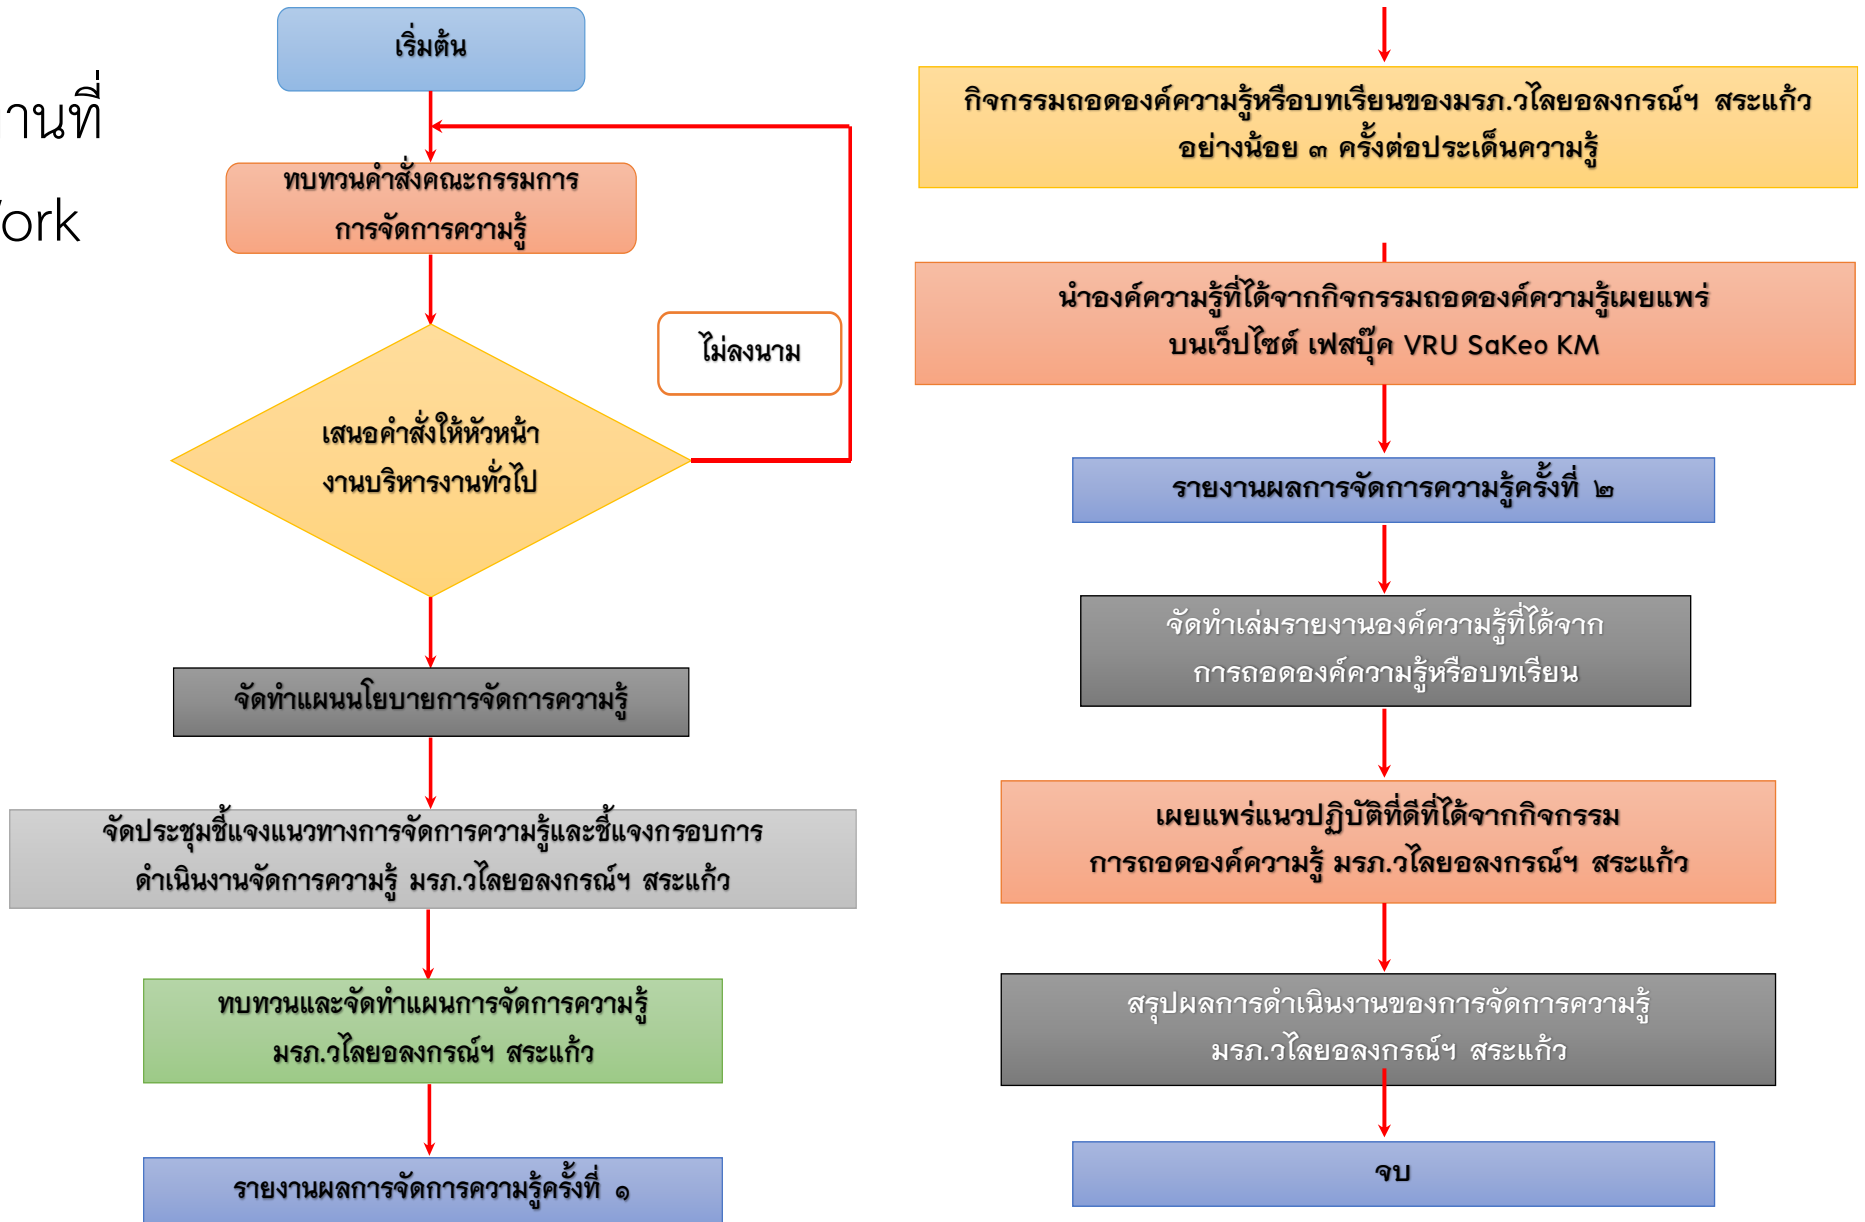 เริ่มต้น
ทบทวนคำสั่งคณะกรรมการ
การจัดการความรู้
ไม่ลงนาม
เสนอคำสั่งให้หัวหน้า
งานบริหารงานทั่วไป
จัดทำแผนนโยบายการจัดการความรู้
จัดประชุมชี้แจงแนวทางการจัดการความรู้และชี้แจงกรอบการ
ดำเนินงานจัดการความรู้ มรภ.วไลยอลงกรณ์ฯ สระแก้ว
ทบทวนและจัดทำแผนการจัดการความรู้
มรภ.วไลยอลงกรณ์ฯ สระแก้ว
รายงานผลการจัดการความรู้ครั้งที่ ๑
กิจกรรมถอดองค์ความรู้หรือบทเรียนของมรภ.วไลยอลงกรณ์ฯ สระแก้ว
อย่างน้อย ๓ ครั้งต่อประเด็นความรู้
นำองค์ความรู้ที่ได้จากกิจกรรมถอดองค์ความรู้เผยแพร่
บนเว็ปไซต์ เฟสบุ๊ค VRU SaKeo KM
รายงานผลการจัดการความรู้ครั้งที่ ๒
จัดทำเล่มรายงานองค์ความรู้ที่ได้จาก
การถอดองค์ความรู้หรือบทเรียน
เผยแพร่แนวปฏิบัติที่ดีที่ได้จากกิจกรรม
การถอดองค์ความรู้ มรภ.วไลยอลงกรณ์ฯ สระแก้ว
สรุปผลการดำเนินงานของการจัดการความรู้
มรภ.วไลยอลงกรณ์ฯ สระแก้ว
จบ